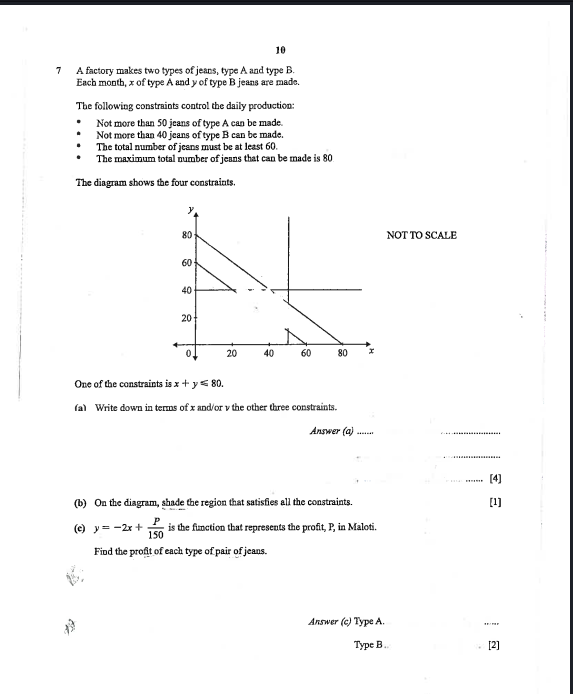 10
7 A factory makes two types of jeans, type A and type B.
Each month, x of type A and y of type B jeans are made.
The following constraints control the daily production:
• Not more than 50 jeans of type A can be made.
• Not more than 40 jeans of type B can be made.
• The total number of jeans must be at least 60.
• The maximum total number of jeans that can be made is 80
The diagram shows the four constraints.
y
80
NOT TO SCALE
60
40
20
0 20 40 60 80 x
One of the constraints is x + y ⩽ 80.
(a) Write down in terms of x and/or y the other three constraints.
Answer (a) ....... ......................
......................
....... [4]
(b) On the diagram, shade the region that satisfies all the constraints. [1]
(c) y = −2x + P/150 is the function that represents the profit, P, in Maloti.
Find the profit of each type of pair of jeans.
Answer (c) Type A. ......
Type B.. [2]